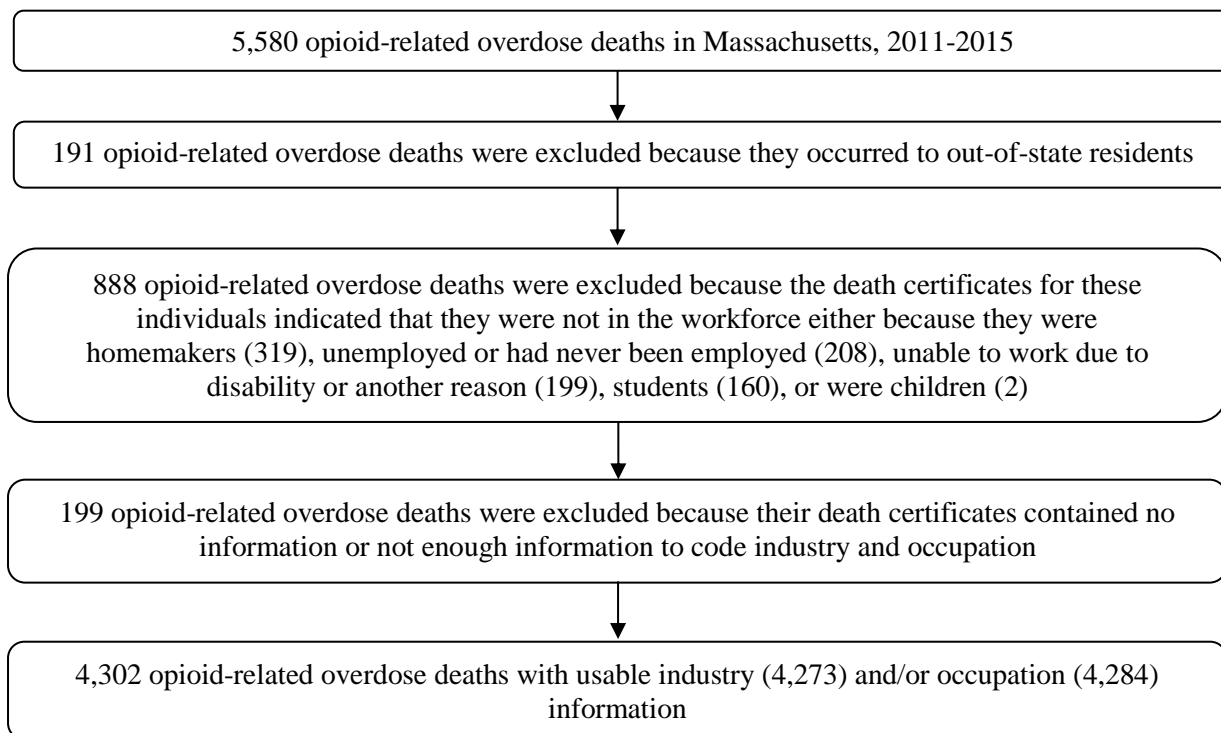 5,580 opioid-related overdose deaths in Massachusetts, 2011-2015
191 opioid-related overdose deaths were excluded because they occurred to out-of-state residents
888 opioid-related overdose deaths were excluded because the death certificates for these
individuals indicated that they were not in the workforce either because they were
homemakers (319), unemployed or had never been employed (208), unable to work due to
disability or another reason (199), students (160), or were children (2)
199 opioid-related overdose deaths were excluded because their death certificates contained no
information or not enough information to code industry and occupation
4,302 opioid-related overdose deaths with usable industry (4,273) and/or occupation (4,284)
information